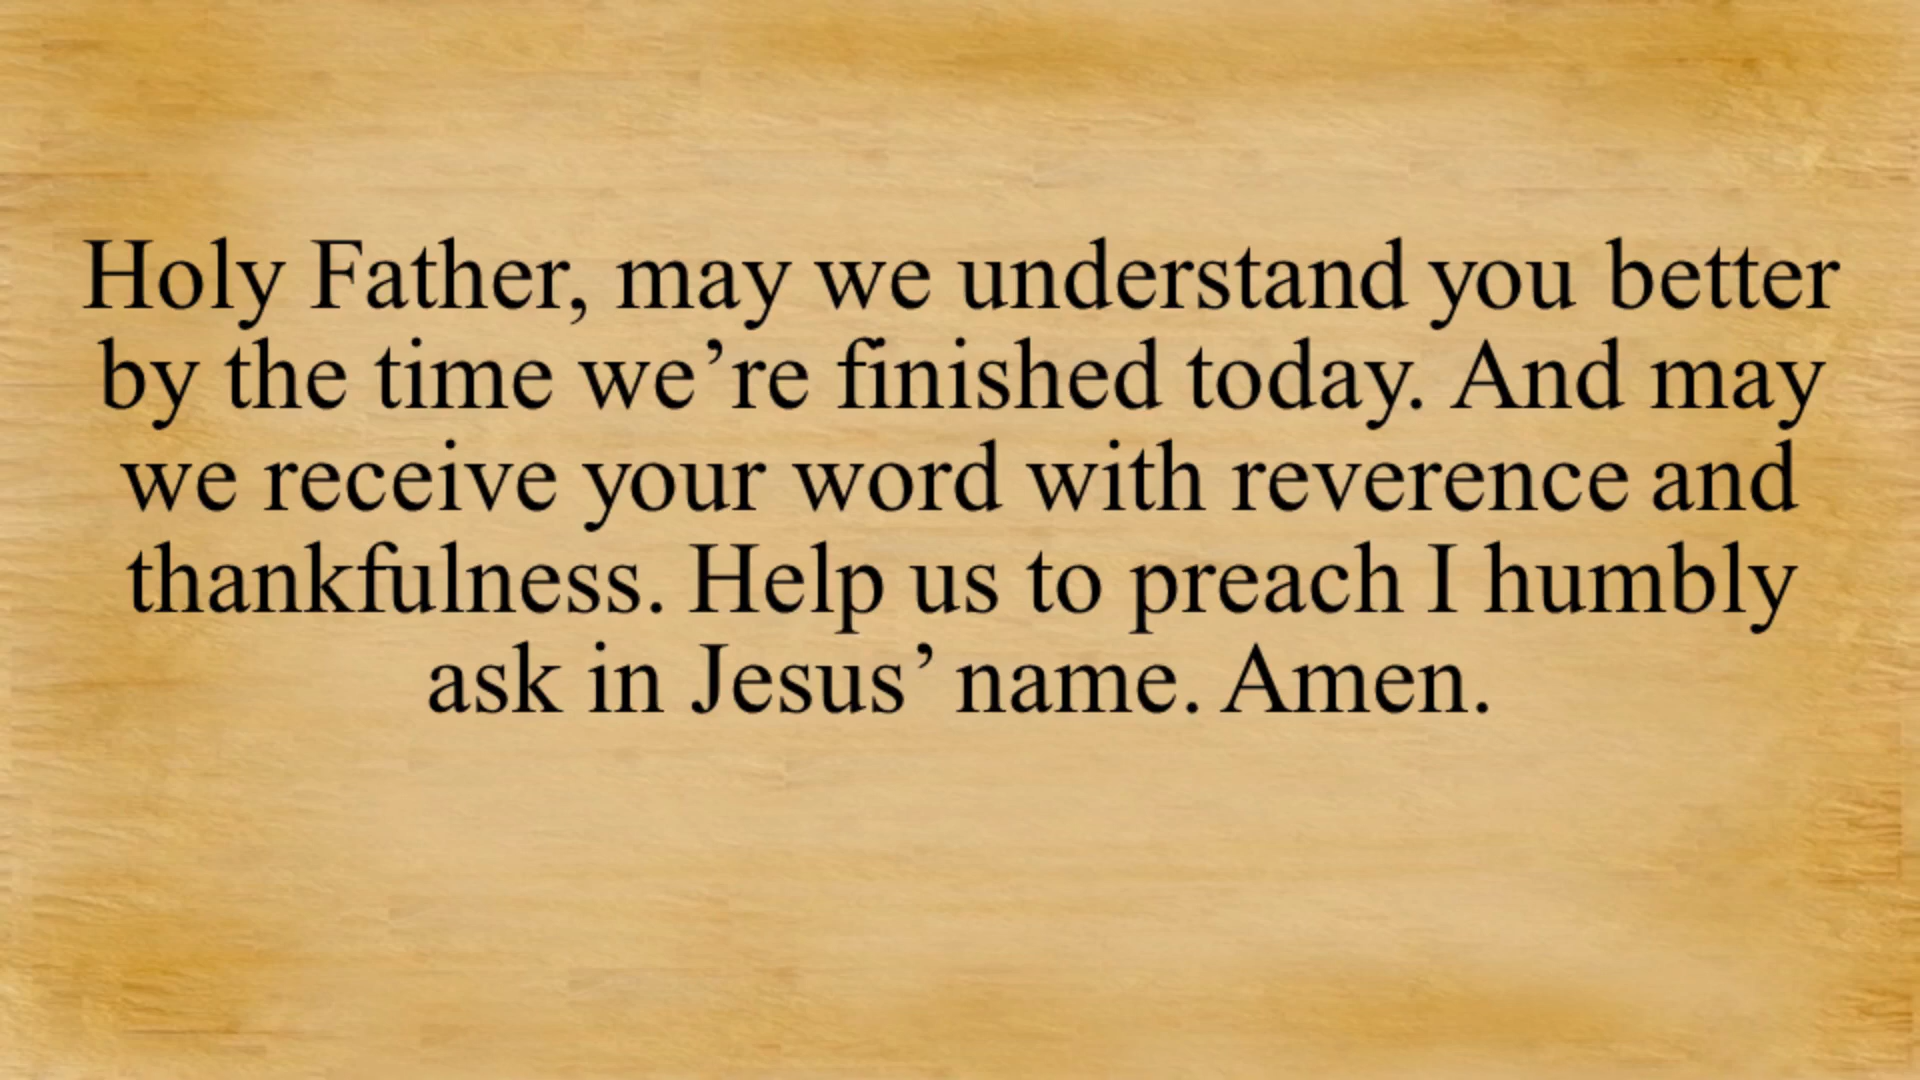 Holy Father, may we understand you better
by the time we’re finished today. And may
we receive your word with reverence and
thankfulness. Help us to preach I humbly
ask in Jesus’ name. Amen.